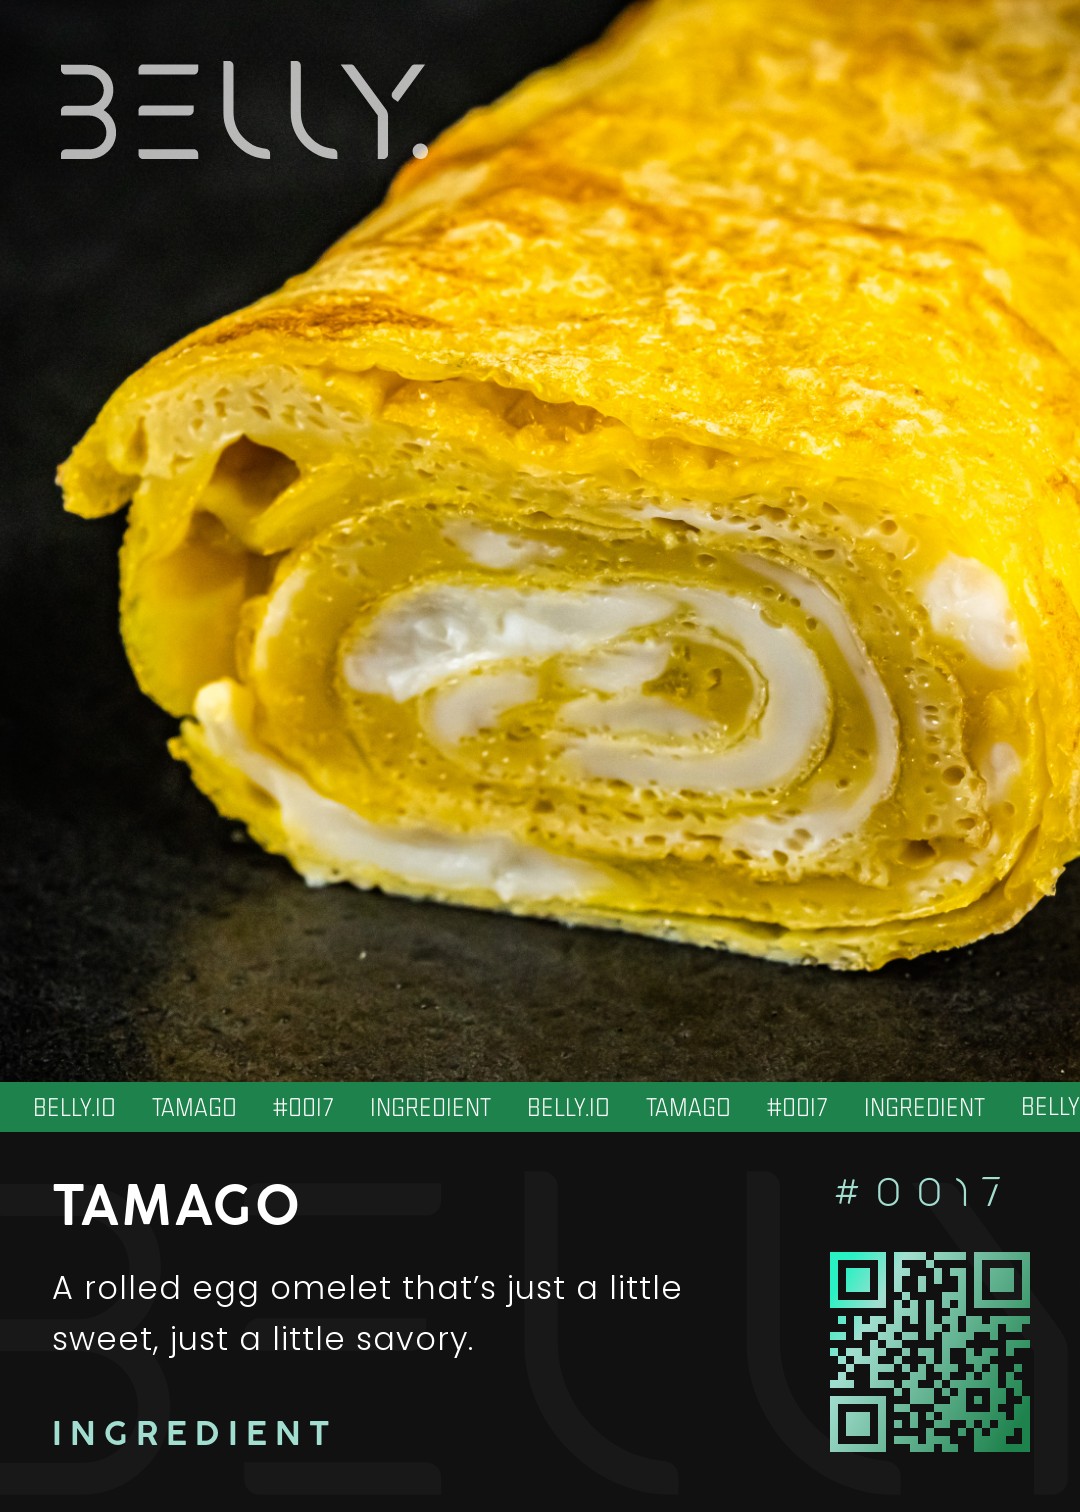 BELLY.
BELLY.IO TAMAGO #0017 INGREDIENT BELLY.IO TAMAGO #0017 INGREDIENT BELLY
TAMAGO
#0017
A rolled egg omelet that’s just a little
sweet, just a little savory.
INGREDIENT
BELLY